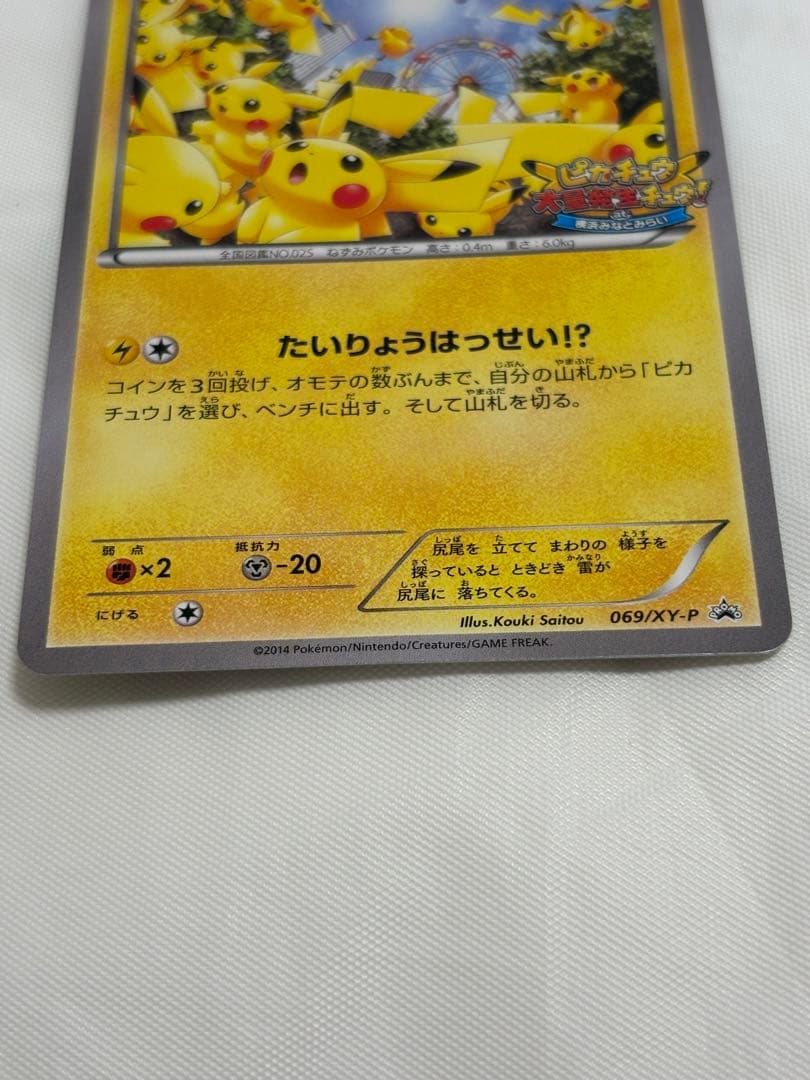 ピカチュウ
大量発生チュウ!
at
横浜みなとみらい
全国図鑑NO.025 ねずみポケモン 高さ:0.4m 重さ:6.0kg
たいりょうはっせい!?
コインを3回投げ、オモテの数ぶんまで、自分の山札から「ピカ
チュウ」を選び、ベンチに出す。そして山札を切る。
弱点
×2
抵抗力
-20
にげる
尻尾を 立てて まわりの 様子を
探っていると ときどき 雷が
尻尾に 落ちてくる。
Illus.Kouki Saitou
069/XY-P
PROMO
©2014 Pokémon/Nintendo/Creatures/GAME FREAK.